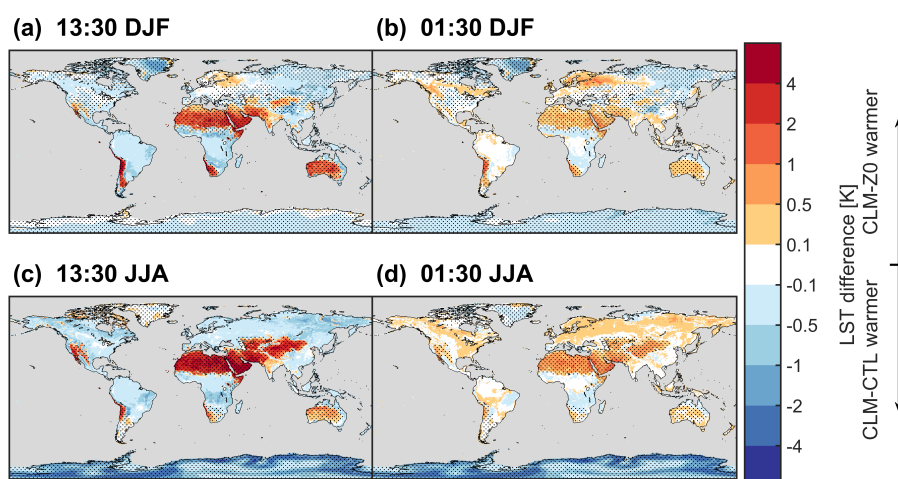 (a) 13:30 DJF
(b) 01:30 DJF
(c) 13:30 JJA
(d) 01:30 JJA
4
2
1
0.5
0.1
-0.1
-0.5
-1
-2
-4
LST difference [K]
CLM-CTL warmer
CLM-Z0 warmer